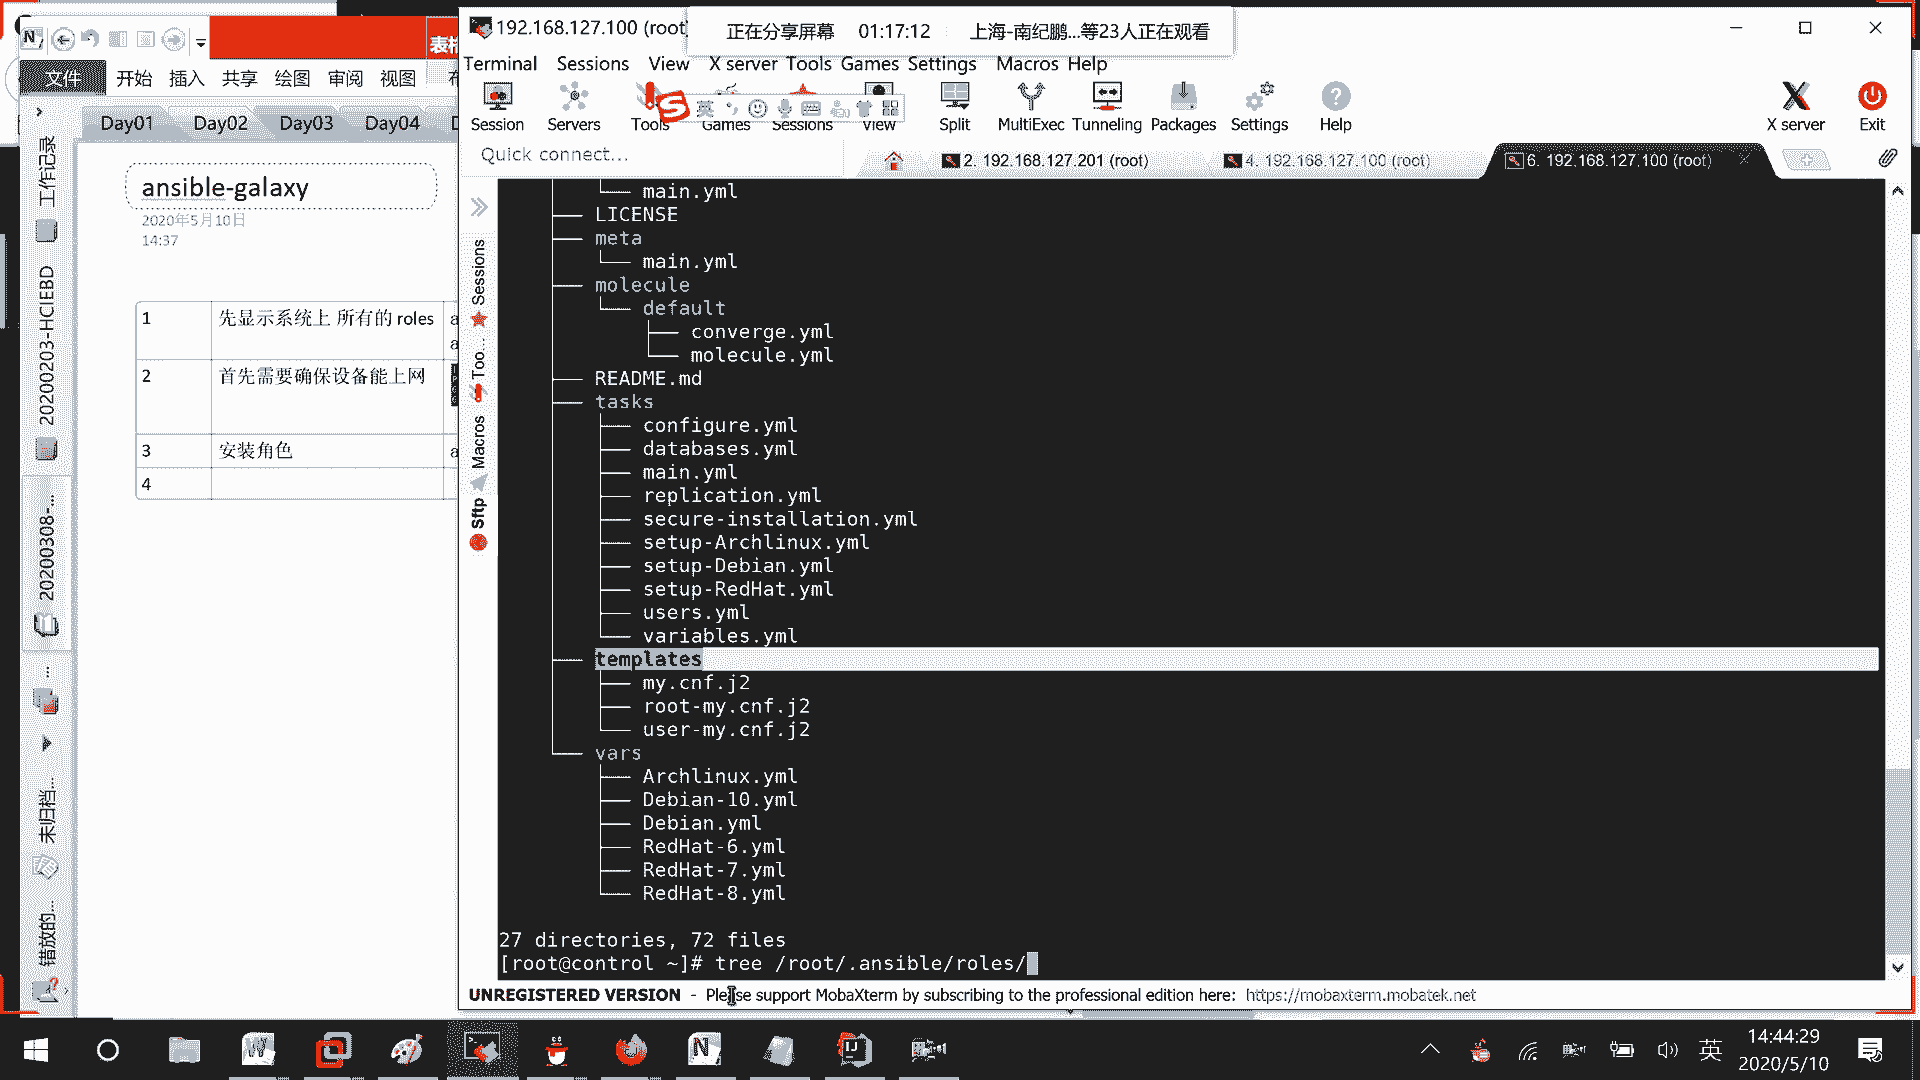 192.168.127.100 (root
正在分享屏幕 01:17:12 上海-南纪鹏...等23人正在观看
表格
文件 开始 插入 共享 绘图 审阅 视图
Terminal Sessions View X server Tools Games Settings Macros Help
Session Servers Tools Games Sessions View Split MultiExec Tunneling Packages Settings Help X server Exit
英
Day01 Day02 Day03 Day04
Quick connect...
2. 192.168.127.201 (root)
4. 192.168.127.100 (root)
6. 192.168.127.100 (root)
工作记录
20200203-HCIEBD
20200308-...
未归档...
错放的...
ansible-galaxy
2020年5月10日
14:37
1 先显示系统上 所有的 roles
2 首先需要确保设备能上网
3 安装角色
4
Sessions
Too...
Macros
Sftp
main.yml
LICENSE
meta
main.yml
molecule
default
converge.yml
molecule.yml
README.md
tasks
configure.yml
databases.yml
main.yml
replication.yml
secure-installation.yml
setup-Archlinux.yml
setup-Debian.yml
setup-RedHat.yml
users.yml
variables.yml
templates
my.cnf.j2
root-my.cnf.j2
user-my.cnf.j2
vars
Archlinux.yml
Debian-10.yml
Debian.yml
RedHat-6.yml
RedHat-7.yml
RedHat-8.yml
27 directories, 72 files
[root@control ~]# tree /root/.ansible/roles/
UNREGISTERED VERSION - Please support MobaXterm by subscribing to the professional edition here: https://mobaxterm.mobatek.net
英
14:44:29
2020/5/10